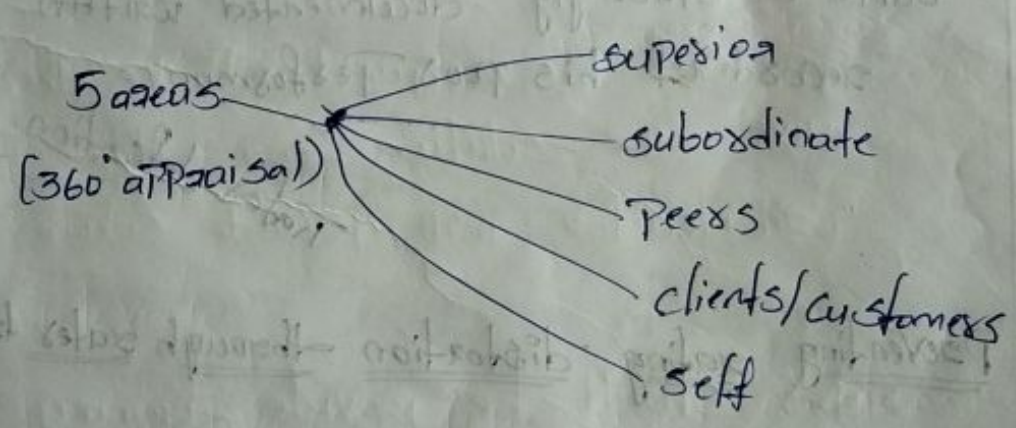 5 areas
(360° appraisal)
superior
subordinate
Peers
clients/customers
self